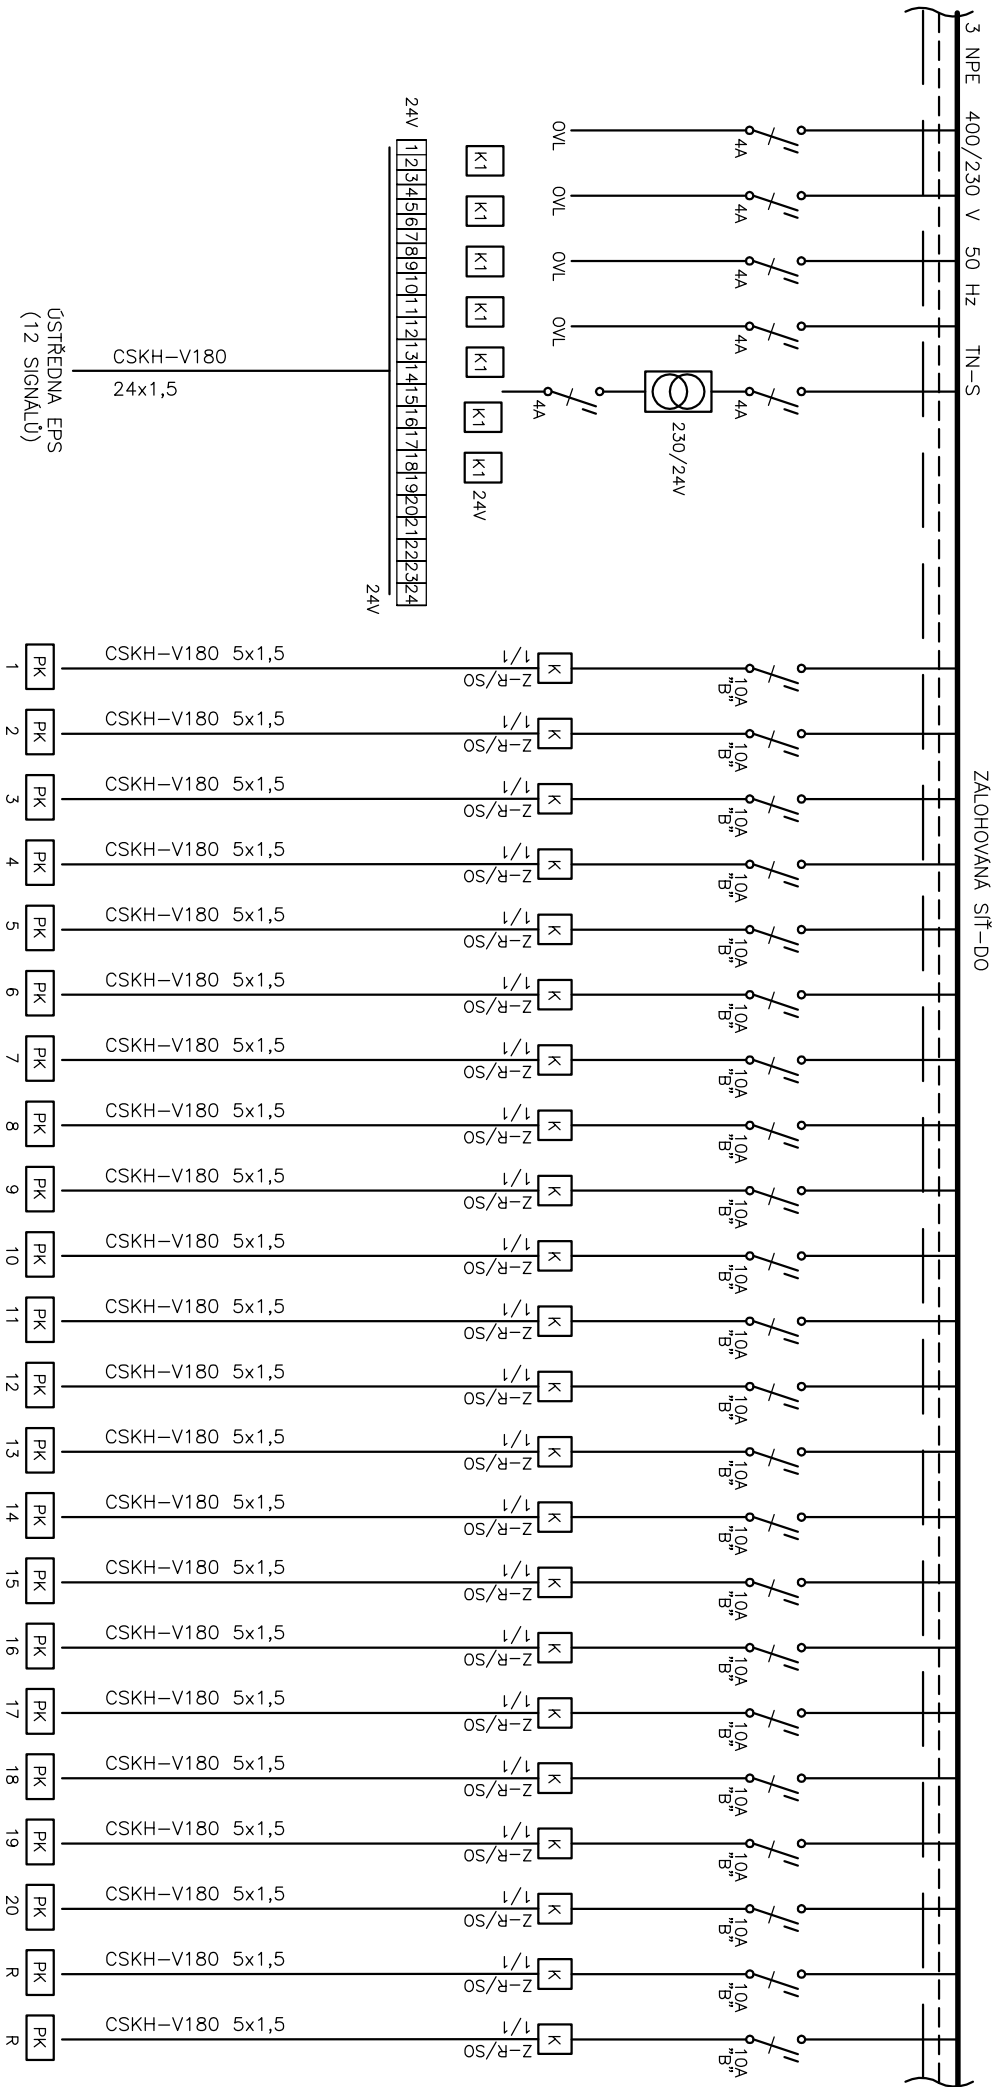 3 NPE 400/230 V 50 Hz TN-S
ZÁLOHOVANÁ SÍŤ-DO
4A
4A
4A
4A
4A
OVL
OVL
OVL
OVL
230/24V
4A
K1
K1
K1
K1
K1
K1
K1
24V
24V
1 2 3 4 5 6 7 8 9 10 11 12 13 14 15 16 17 18 19 20 21 22 23 24
24V
CSKH-V180
24x1,5
ÚSTŘEDNA EPS
(12 SIGNÁLŮ)
10A "B" K 1/1 Z-R/SO CSKH-V180 5x1,5 PK 1
10A "B" K 1/1 Z-R/SO CSKH-V180 5x1,5 PK 2
10A "B" K 1/1 Z-R/SO CSKH-V180 5x1,5 PK 3
10A "B" K 1/1 Z-R/SO CSKH-V180 5x1,5 PK 4
10A "B" K 1/1 Z-R/SO CSKH-V180 5x1,5 PK 5
10A "B" K 1/1 Z-R/SO CSKH-V180 5x1,5 PK 6
10A "B" K 1/1 Z-R/SO CSKH-V180 5x1,5 PK 7
10A "B" K 1/1 Z-R/SO CSKH-V180 5x1,5 PK 8
10A "B" K 1/1 Z-R/SO CSKH-V180 5x1,5 PK 9
10A "B" K 1/1 Z-R/SO CSKH-V180 5x1,5 PK 10
10A "B" K 1/1 Z-R/SO CSKH-V180 5x1,5 PK 11
10A "B" K 1/1 Z-R/SO CSKH-V180 5x1,5 PK 12
10A "B" K 1/1 Z-R/SO CSKH-V180 5x1,5 PK 13
10A "B" K 1/1 Z-R/SO CSKH-V180 5x1,5 PK 14
10A "B" K 1/1 Z-R/SO CSKH-V180 5x1,5 PK 15
10A "B" K 1/1 Z-R/SO CSKH-V180 5x1,5 PK 16
10A "B" K 1/1 Z-R/SO CSKH-V180 5x1,5 PK 17
10A "B" K 1/1 Z-R/SO CSKH-V180 5x1,5 PK 18
10A "B" K 1/1 Z-R/SO CSKH-V180 5x1,5 PK 19
10A "B" K 1/1 Z-R/SO CSKH-V180 5x1,5 PK 20
10A "B" K 1/1 Z-R/SO CSKH-V180 5x1,5 PK R
10A "B" K 1/1 Z-R/SO CSKH-V180 5x1,5 PK R